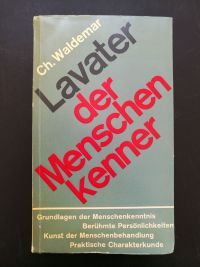 Ch. Waldemar
Lavater
der
Menschen
kenner
Grundlagen der Menschenkenntnis
Berühmte Persönlichkeiten
Kunst der Menschenbehandlung
Praktische Charakterkunde